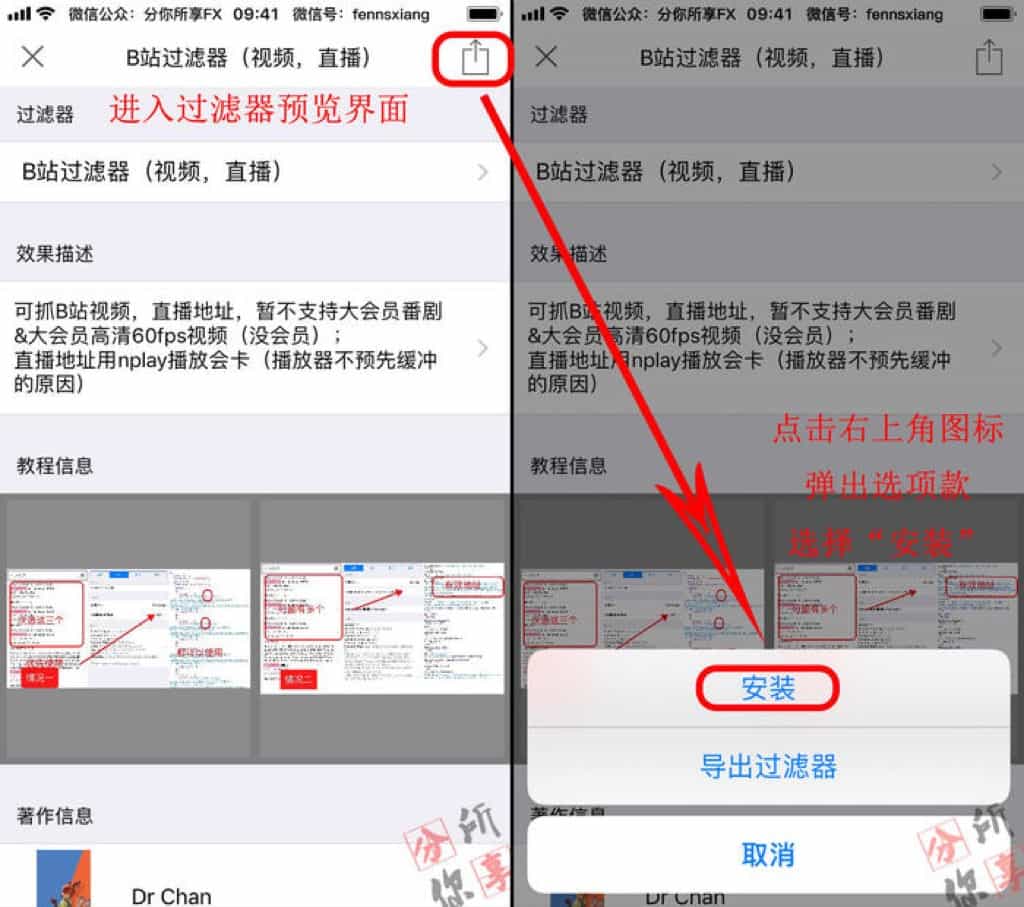 微信公众：分你所享FX 09:41 微信号：fennsxiang
B站过滤器（视频，直播）
过滤器
进入过滤器预览界面
B站过滤器（视频，直播）
效果描述
可抓B站视频，直播地址，暂不支持大会员番剧
&大会员高清60fps视频（没会员）；
直播地址用nplay播放会卡（播放器不预先缓冲
的原因）
教程信息
情况一
情况二
著作信息
Dr Chan
分你所享
微信公众：分你所享FX 09:41 微信号：fennsxiang
B站过滤器（视频，直播）
过滤器
B站过滤器（视频，直播）
效果描述
可抓B站视频，直播地址，暂不支持大会员番剧
&大会员高清60fps视频（没会员）；
直播地址用nplay播放会卡（播放器不预先缓冲
的原因）
点击右上角图标
教程信息
弹出选项款
选择“安装”
安装
导出过滤器
著作信息
取消
Dr Chan
分你所享